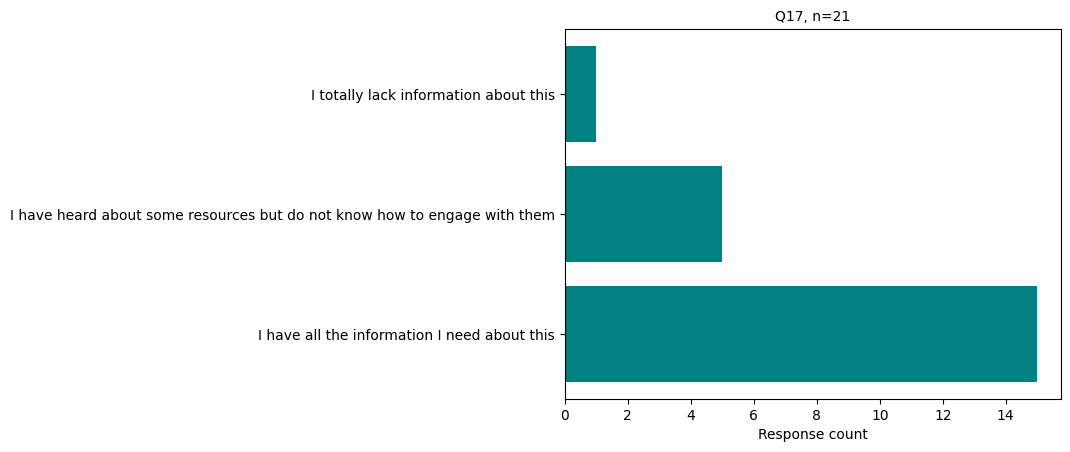 Q17, n=21
I totally lack information about this
I have heard about some resources but do not know how to engage with them
I have all the information I need about this
0 2 4 6 8 10 12 14
Response count